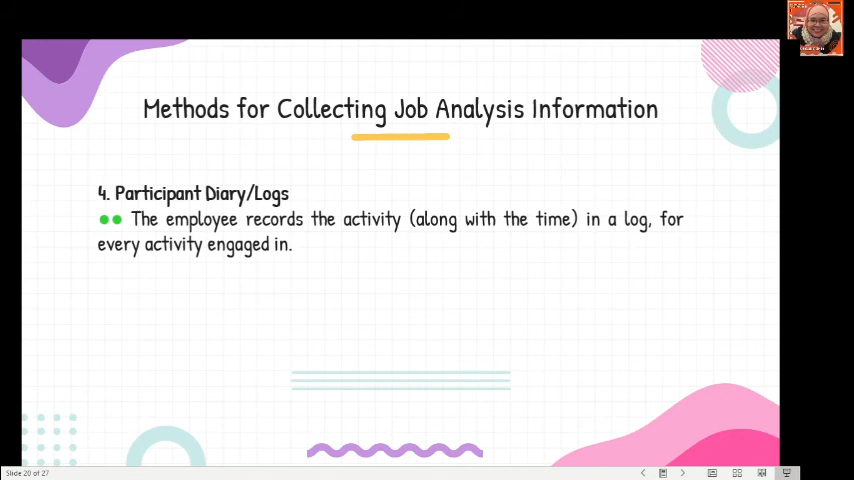 Methods for Collecting Job Analysis Information
4. Participant Diary/Logs
The employee records the activity (along with the time) in a log, for
every activity engaged in.
Slide 20 of 27